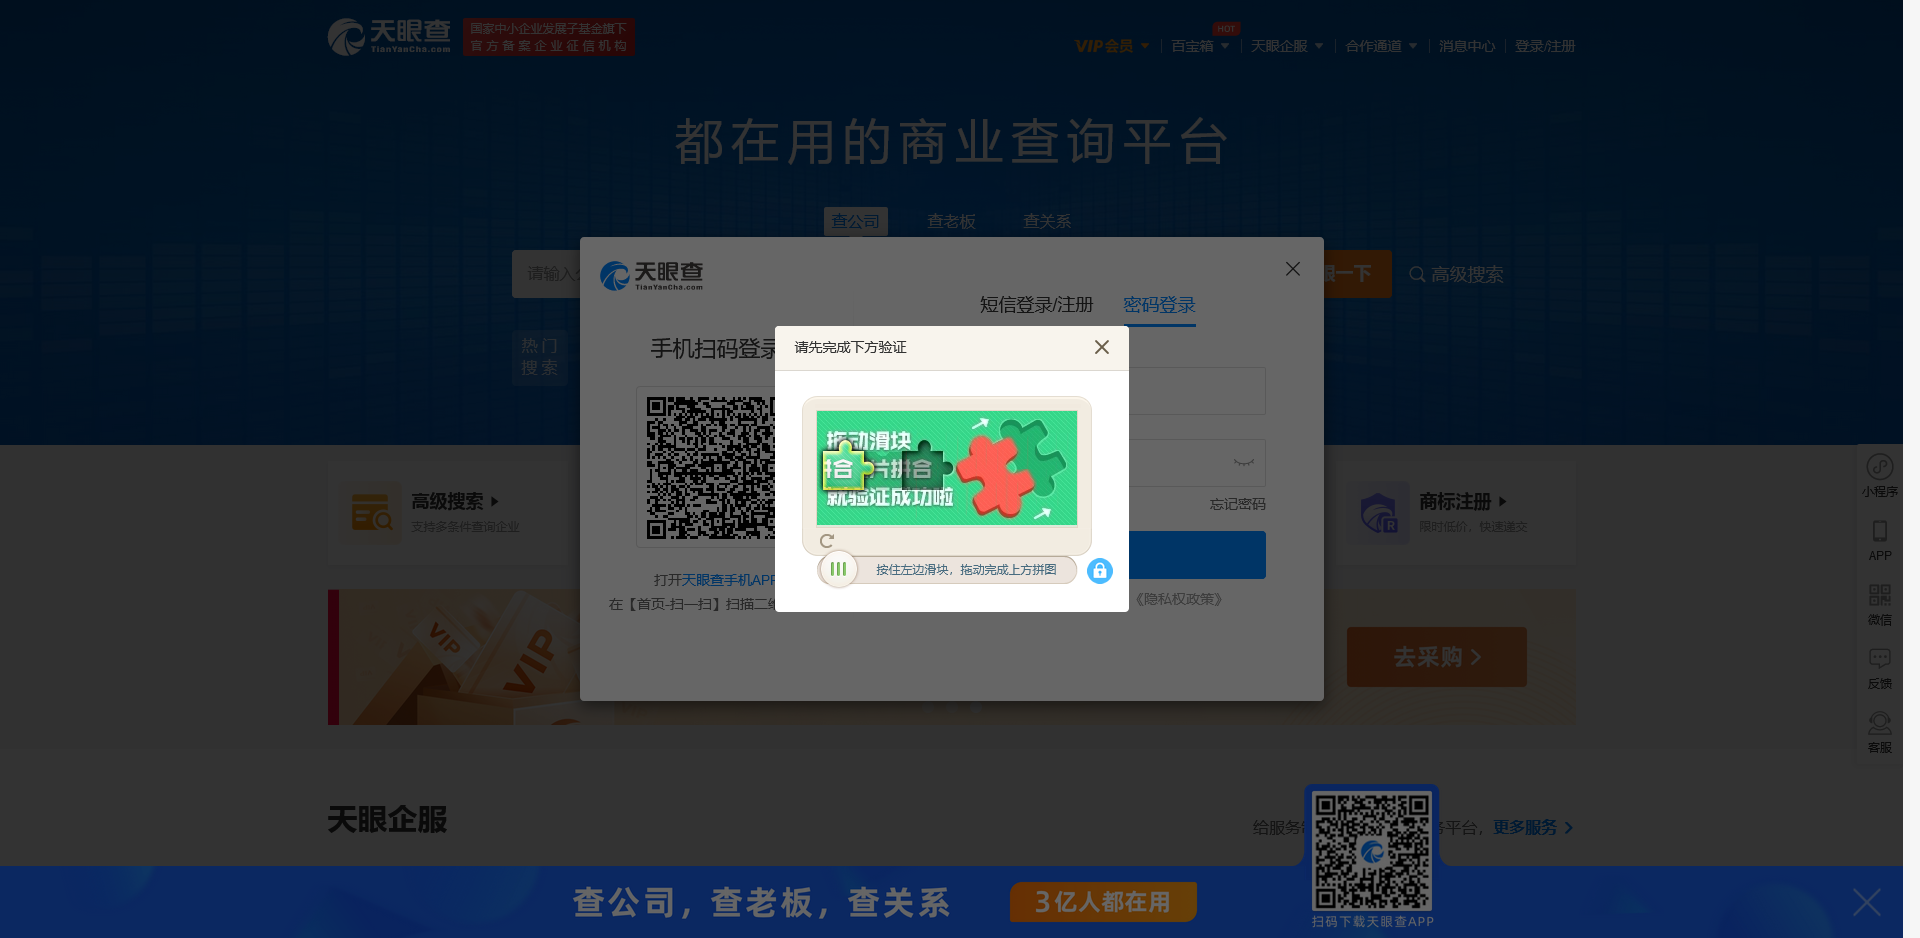 天眼查
TianYanCha.com
国家中小企业发展子基金旗下
官方备案企业征信机构
VIP会员
百宝箱
HOT
天眼企服
合作通道
消息中心
登录/注册
都在用的商业查询平台
查公司
查老板
查关系
请输入
一下
高级搜索
热门
搜索
天眼查
TianYanCha.com
短信登录/注册
密码登录
手机扫码登录
请先完成下方验证
拖动滑块
拼合
片拼合
就验证成功啦
按住左边滑块，拖动完成上方拼图
忘记密码
打开天眼查手机APP
在【首页-扫一扫】扫描二
《隐私权政策》
高级搜索
支持多条件查询企业
商标注册
限时低价，快速递交
R
VIP
VIP
去采购
小程序
APP
微信
反馈
客服
天眼企服
给服务
平台，
更多服务
查公司，查老板，查关系
3亿人都在用
扫码下载天眼查APP